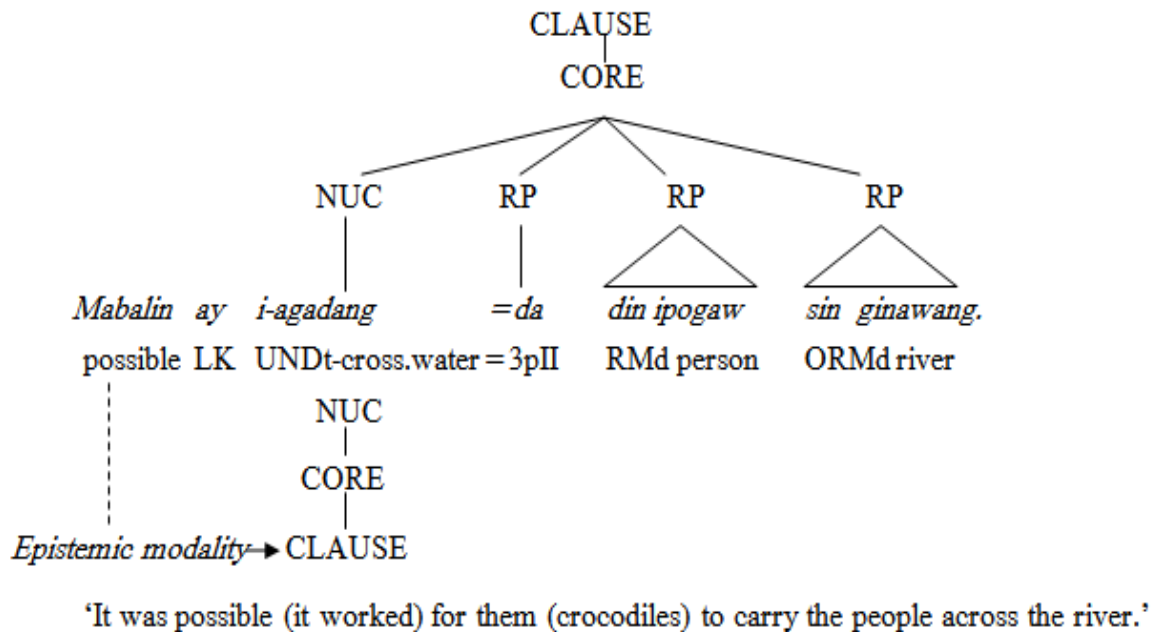 CLAUSE
CORE
NUC RP RP RP
Mabalin ay i-agadang =da din ipogaw sin ginawang.
possible LK UNDt-cross.water=3pII RMd person ORMd river
NUC
CORE
Epistemic modality CLAUSE
‘It was possible (it worked) for them (crocodiles) to carry the people across the river.’